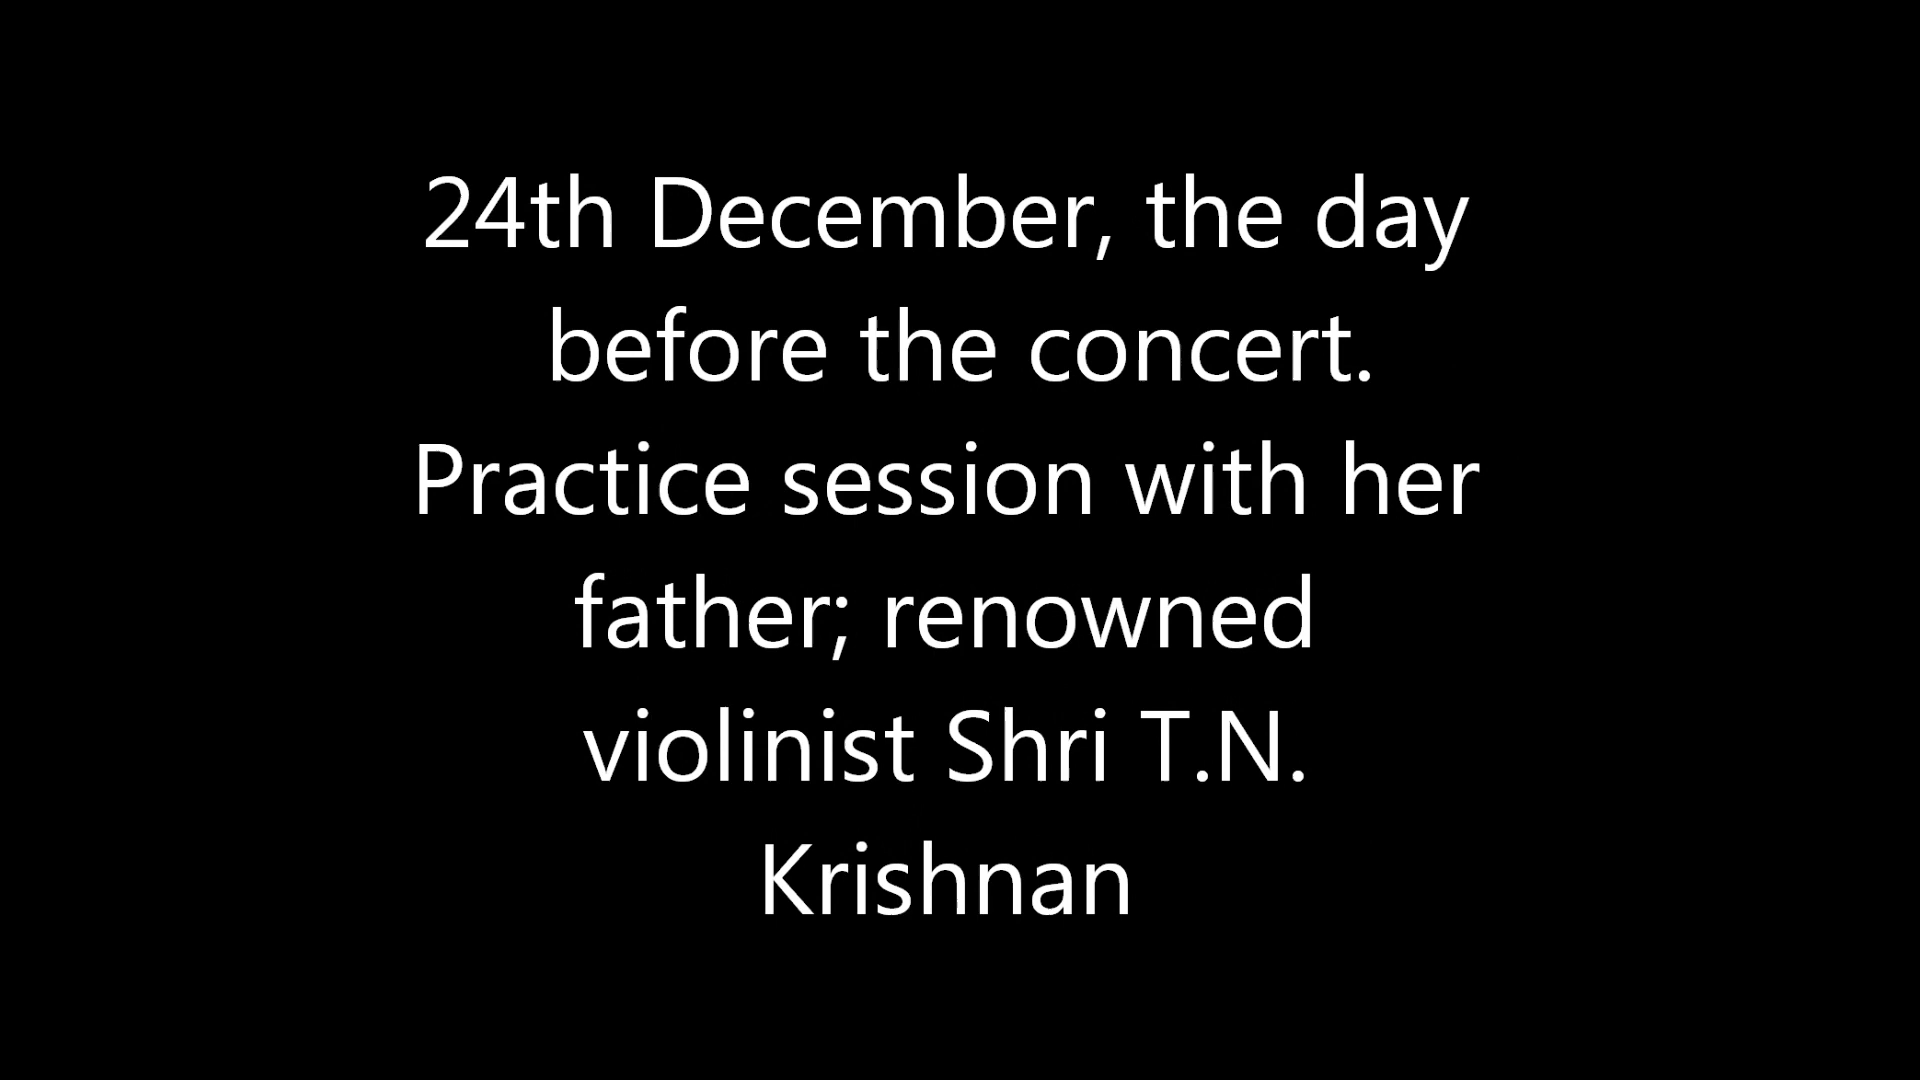 24th December, the day
before the concert.
Practice session with her
father; renowned
violinist Shri T.N.
Krishnan